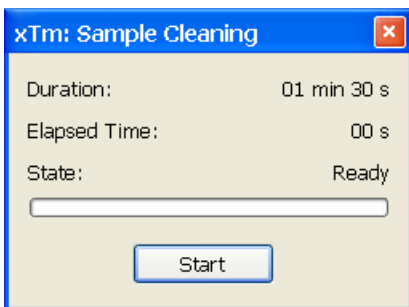 xTm: Sample Cleaning
Duration: 01 min 30 s
Elapsed Time: 00 s
State: Ready
Start